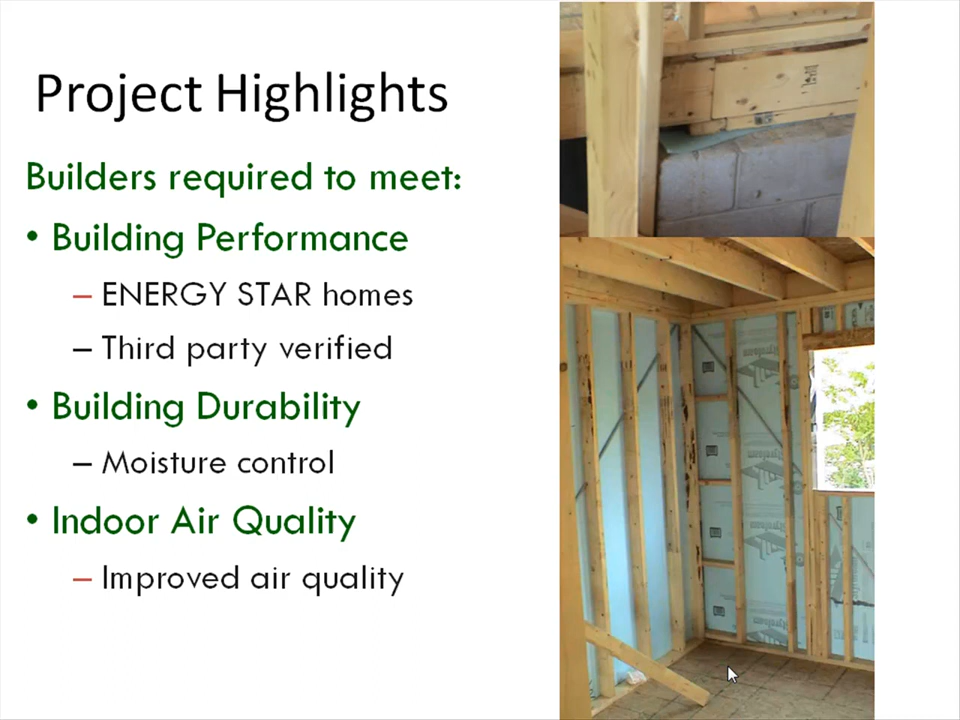 Project Highlights
Builders required to meet:
• Building Performance
– ENERGY STAR homes
– Third party verified
• Building Durability
– Moisture control
• Indoor Air Quality
– Improved air quality